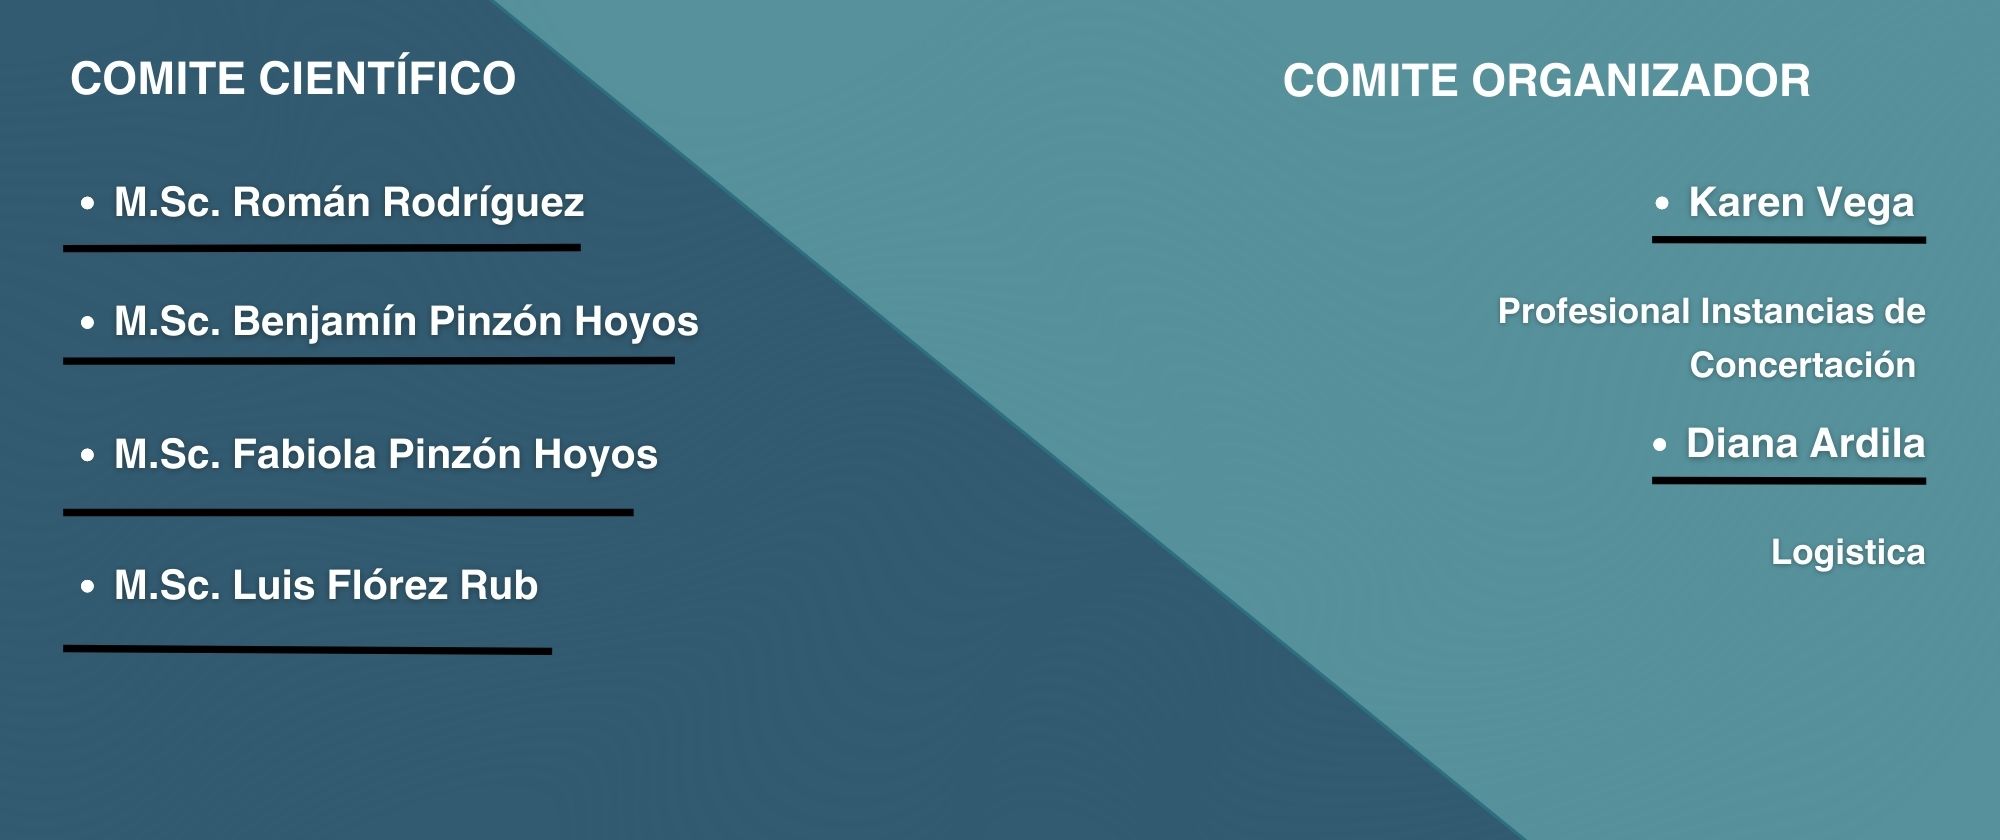 COMITE CIENTÍFICO
• M.Sc. Román Rodríguez
• M.Sc. Benjamín Pinzón Hoyos
• M.Sc. Fabiola Pinzón Hoyos
• M.Sc. Luis Flórez Rub
COMITE ORGANIZADOR
• Karen Vega
Profesional Instancias de
Concertación
• Diana Ardila
Logistica